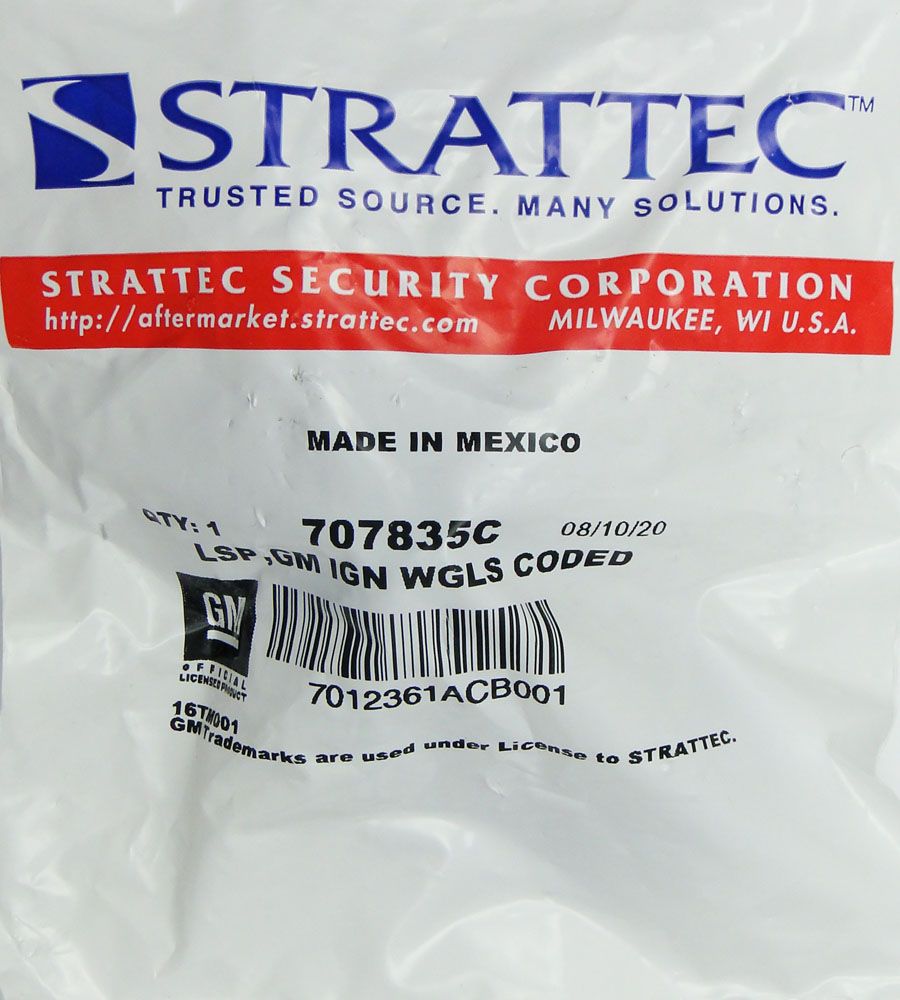 STRATTEC™
TRUSTED SOURCE. MANY SOLUTIONS.
STRATTEC SECURITY CORPORATION
http://aftermarket.strattec.com MILWAUKEE, WI U.S.A.
MADE IN MEXICO
QTY: 1 707835C 08/10/20
LSP,GM IGN WGLS CODED
GM
OFFICIAL
LICENSED PRODUCT
7012361ACB001
16TM001
GM Trademarks are used under License to STRATTEC.